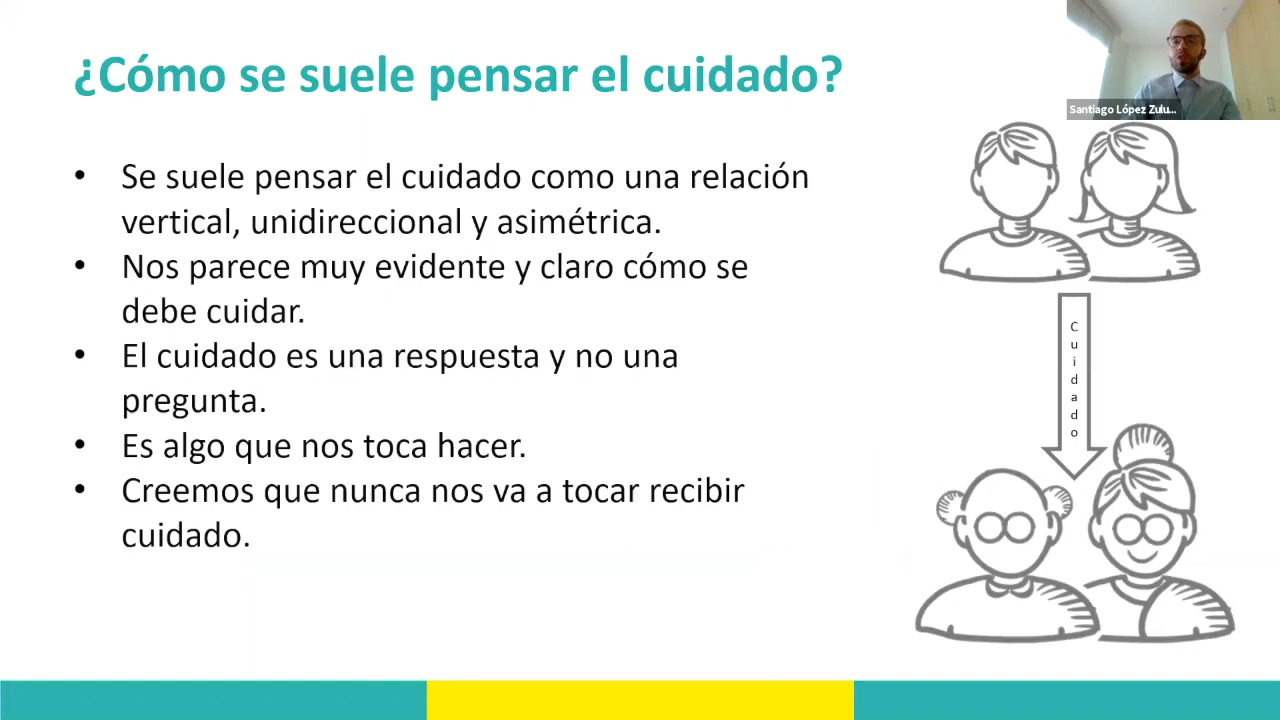 ¿Cómo se suele pensar el cuidado?
Santiago López Zulu...
• Se suele pensar el cuidado como una relación
vertical, unidireccional y asimétrica.
• Nos parece muy evidente y claro cómo se
debe cuidar.
• El cuidado es una respuesta y no una
pregunta.
• Es algo que nos toca hacer.
• Creemos que nunca nos va a tocar recibir
cuidado.
Cuidado